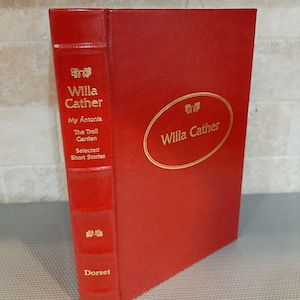 Willa
Cather
My Ántonia
The Troll
Garden
Selected
Short Stories
Dorset
Willa Cather